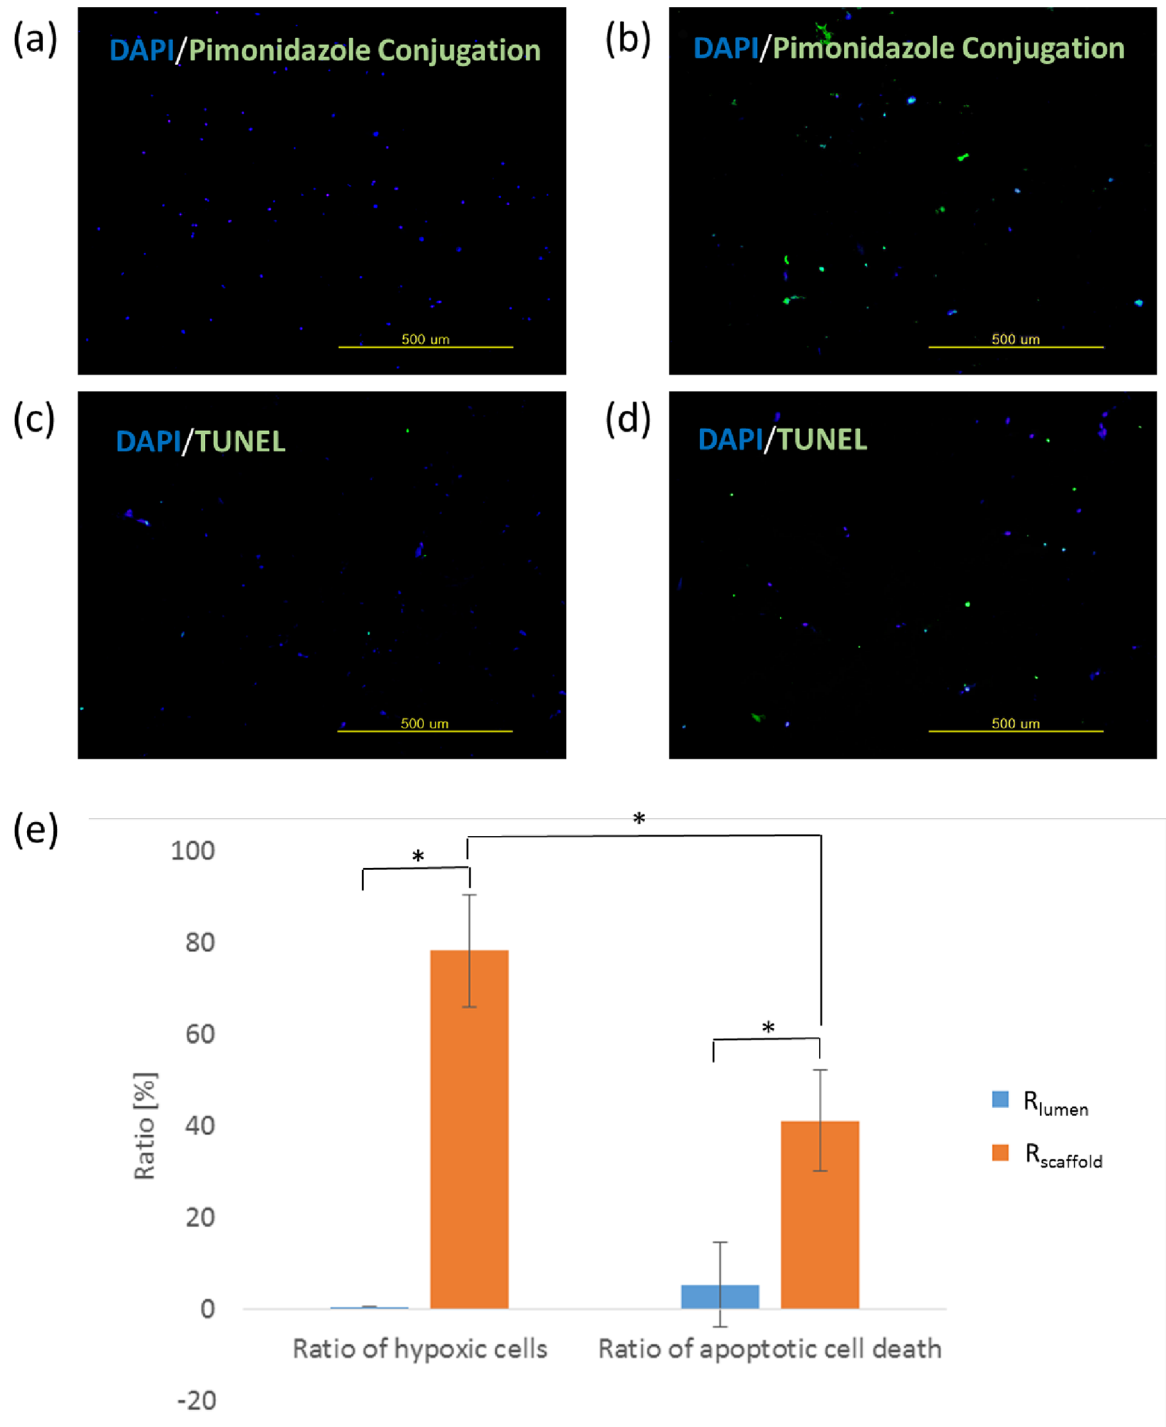 (a)
DAPI/Pimonidazole Conjugation
500 um
(b)
DAPI/Pimonidazole Conjugation
500 um
(c)
DAPI/TUNEL
500 um
(d)
DAPI/TUNEL
500 um
(e)
*
*
*
100
80
60
40
20
0
-20
Ratio [%]
Ratio of hypoxic cells
Ratio of apoptotic cell death
Rlumen
Rscaffold